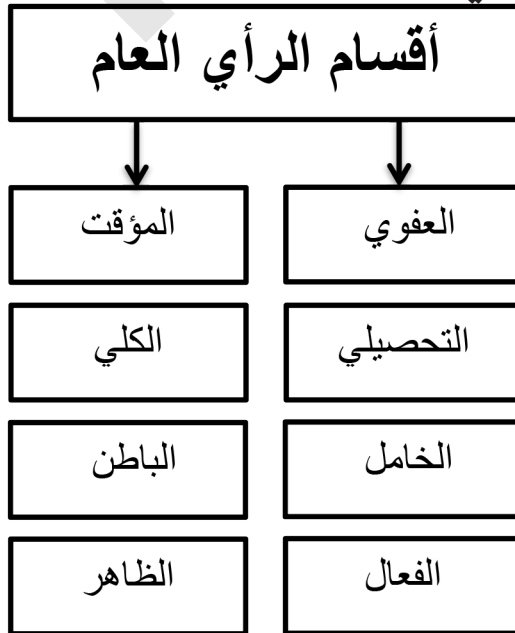 أقسام الرأي العام
العفوي
المؤقت
التحصيلي
الكلي
الخامل
الباطن
الفعال
الظاهر